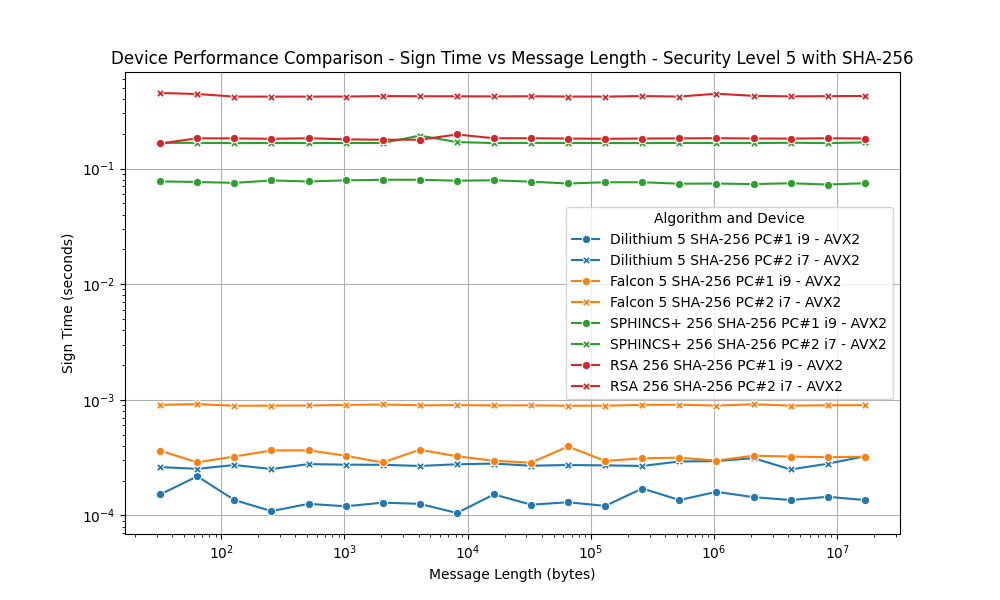 Device Performance Comparison - Sign Time vs Message Length - Security Level 5 with SHA-256
Sign Time (seconds)
10⁻¹
10⁻²
10⁻³
10⁻⁴
Algorithm and Device
Dilithium 5 SHA-256 PC#1 i9 - AVX2
Dilithium 5 SHA-256 PC#2 i7 - AVX2
Falcon 5 SHA-256 PC#1 i9 - AVX2
Falcon 5 SHA-256 PC#2 i7 - AVX2
SPHINCS+ 256 SHA-256 PC#1 i9 - AVX2
SPHINCS+ 256 SHA-256 PC#2 i7 - AVX2
RSA 256 SHA-256 PC#1 i9 - AVX2
RSA 256 SHA-256 PC#2 i7 - AVX2
10² 10³ 10⁴ 10⁵ 10⁶ 10⁷
Message Length (bytes)